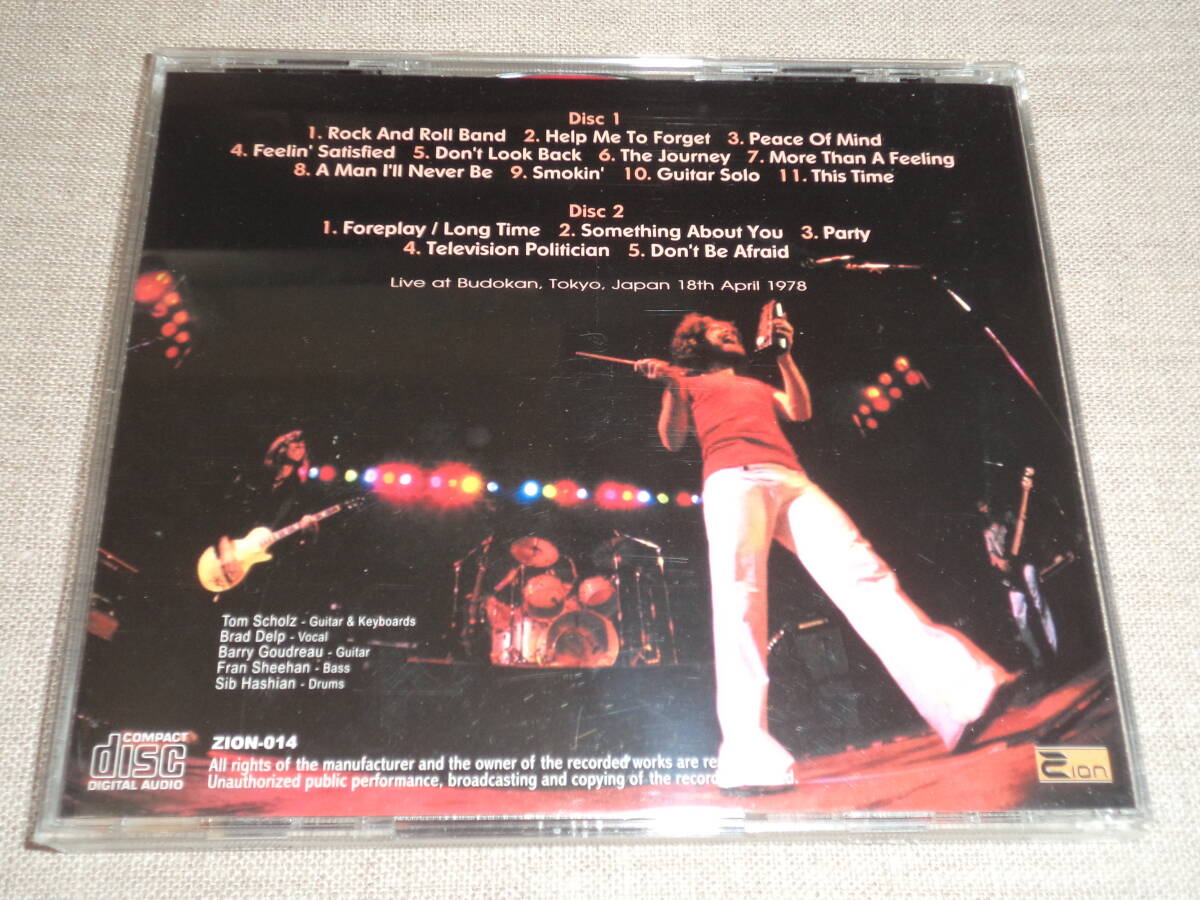 Disc 1
1. Rock And Roll Band 2. Help Me To Forget 3. Peace Of Mind
4. Feelin' Satisfied 5. Don't Look Back 6. The Journey 7. More Than A Feeling
8. A Man I'll Never Be 9. Smokin' 10. Guitar Solo 11. This Time
Disc 2
1. Foreplay / Long Time 2. Something About You 3. Party
4. Television Politician 5. Don't Be Afraid
Live at Budokan, Tokyo, Japan 18th April 1978
Tom Scholz - Guitar & Keyboards
Brad Delp - Vocal
Barry Goudreau - Guitar
Fran Sheehan - Bass
Sib Hashian - Drums
COMPACT
disc
DIGITAL AUDIO
ZION-014
All rights of the manufacturer and the owner of the recorded works are
Unauthorized public performance, broadcasting and copying of the
Zion